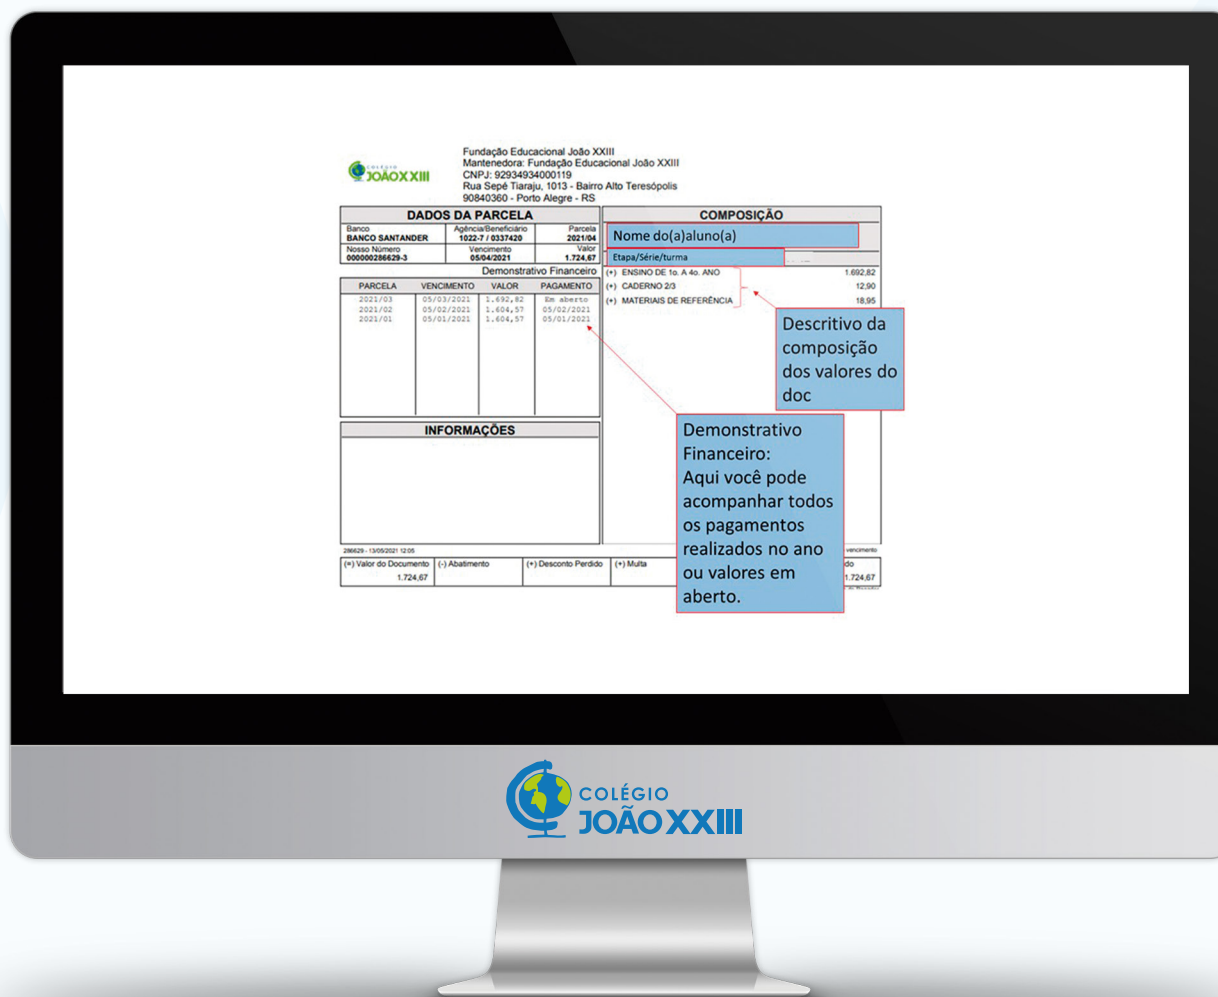 Fundação Educacional João XXIII
Mantenedora: Fundação Educacional João XXIII
CNPJ: 92934934000119
Rua Sepé Tiaraju, 1013 - Bairro Alto Teresópolis
90840360 - Porto Alegre - RS
COLÉGIO
JOÃO XXIII
DADOS DA PARCELA
Banco Agência/Beneficiário Parcela
BANCO SANTANDER 1022-7 / 0337420 2021/04
Nosso Número Vencimento Valor
000000286629-3 05/04/2021 1.724,67
Demonstrativo Financeiro
PARCELA VENCIMENTO VALOR PAGAMENTO
2021/03 05/03/2021 1.692,82 Em aberto
2021/02 05/02/2021 1.604,57 05/02/2021
2021/01 05/01/2021 1.604,57 05/01/2021
INFORMAÇÕES
COMPOSIÇÃO
Nome do(a)aluno(a)
Etapa/Série/turma
(+) ENSINO DE 1o. A 4o. ANO 1.692,82
(+) CADERNO 2/3 12,90
(+) MATERIAIS DE REFERÊNCIA 18,95
Descritivo da
composição
dos valores do
doc
Demonstrativo
Financeiro:
Aqui você pode
acompanhar todos
os pagamentos
realizados no ano
ou valores em
aberto.
286629 - 13/05/2021 12:05
vencimento
(=) Valor do Documento (-) Abatimento (+) Desconto Perdido (+) Multa
1.724,67 1.724,67
COLÉGIO
JOÃO XXIII